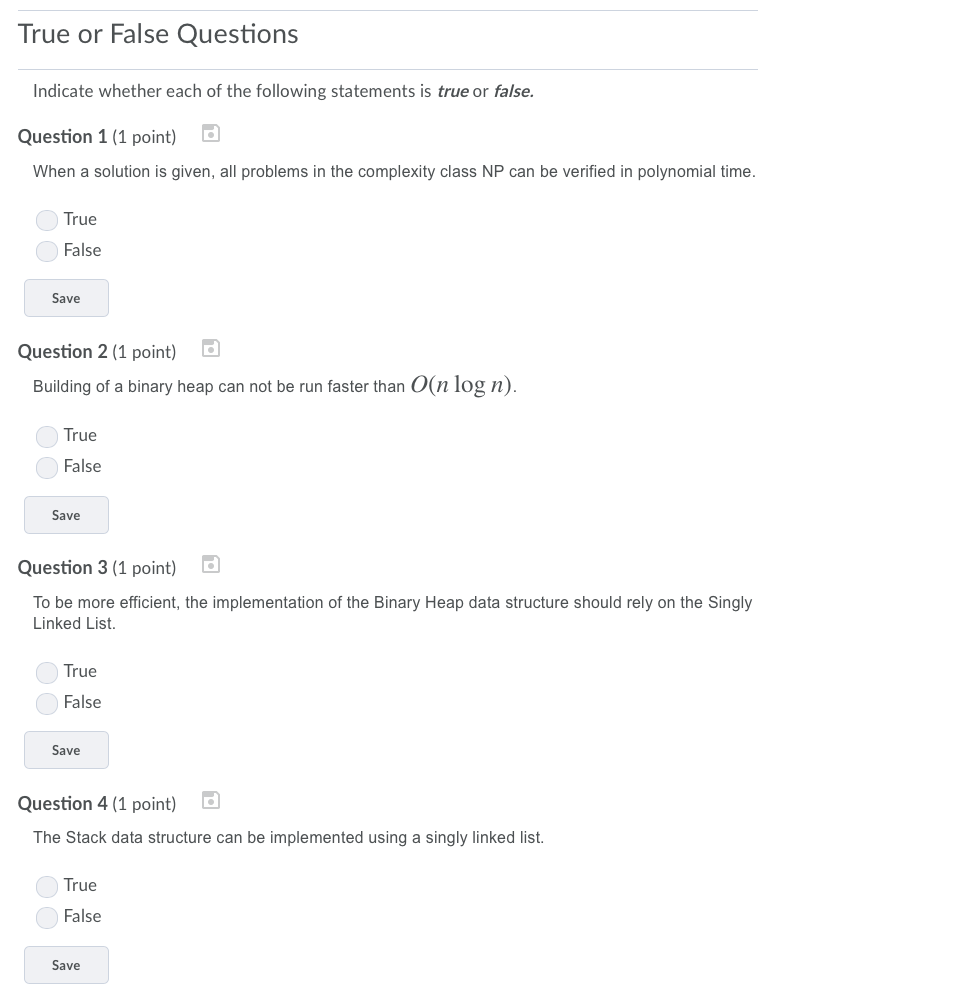 True or False Questions
Indicate whether each of the following statements is true or false.
Question 1 (1 point)
When a solution is given, all problems in the complexity class NP can be verified in polynomial time.
True
False
Save
Question 2 (1 point)
Building of a binary heap can not be run faster than O(n log n).
True
False
Save
Question 3 (1 point)
To be more efficient, the implementation of the Binary Heap data structure should rely on the Singly
Linked List.
True
False
Save
Question 4 (1 point)
The Stack data structure can be implemented using a singly linked list.
True
False
Save